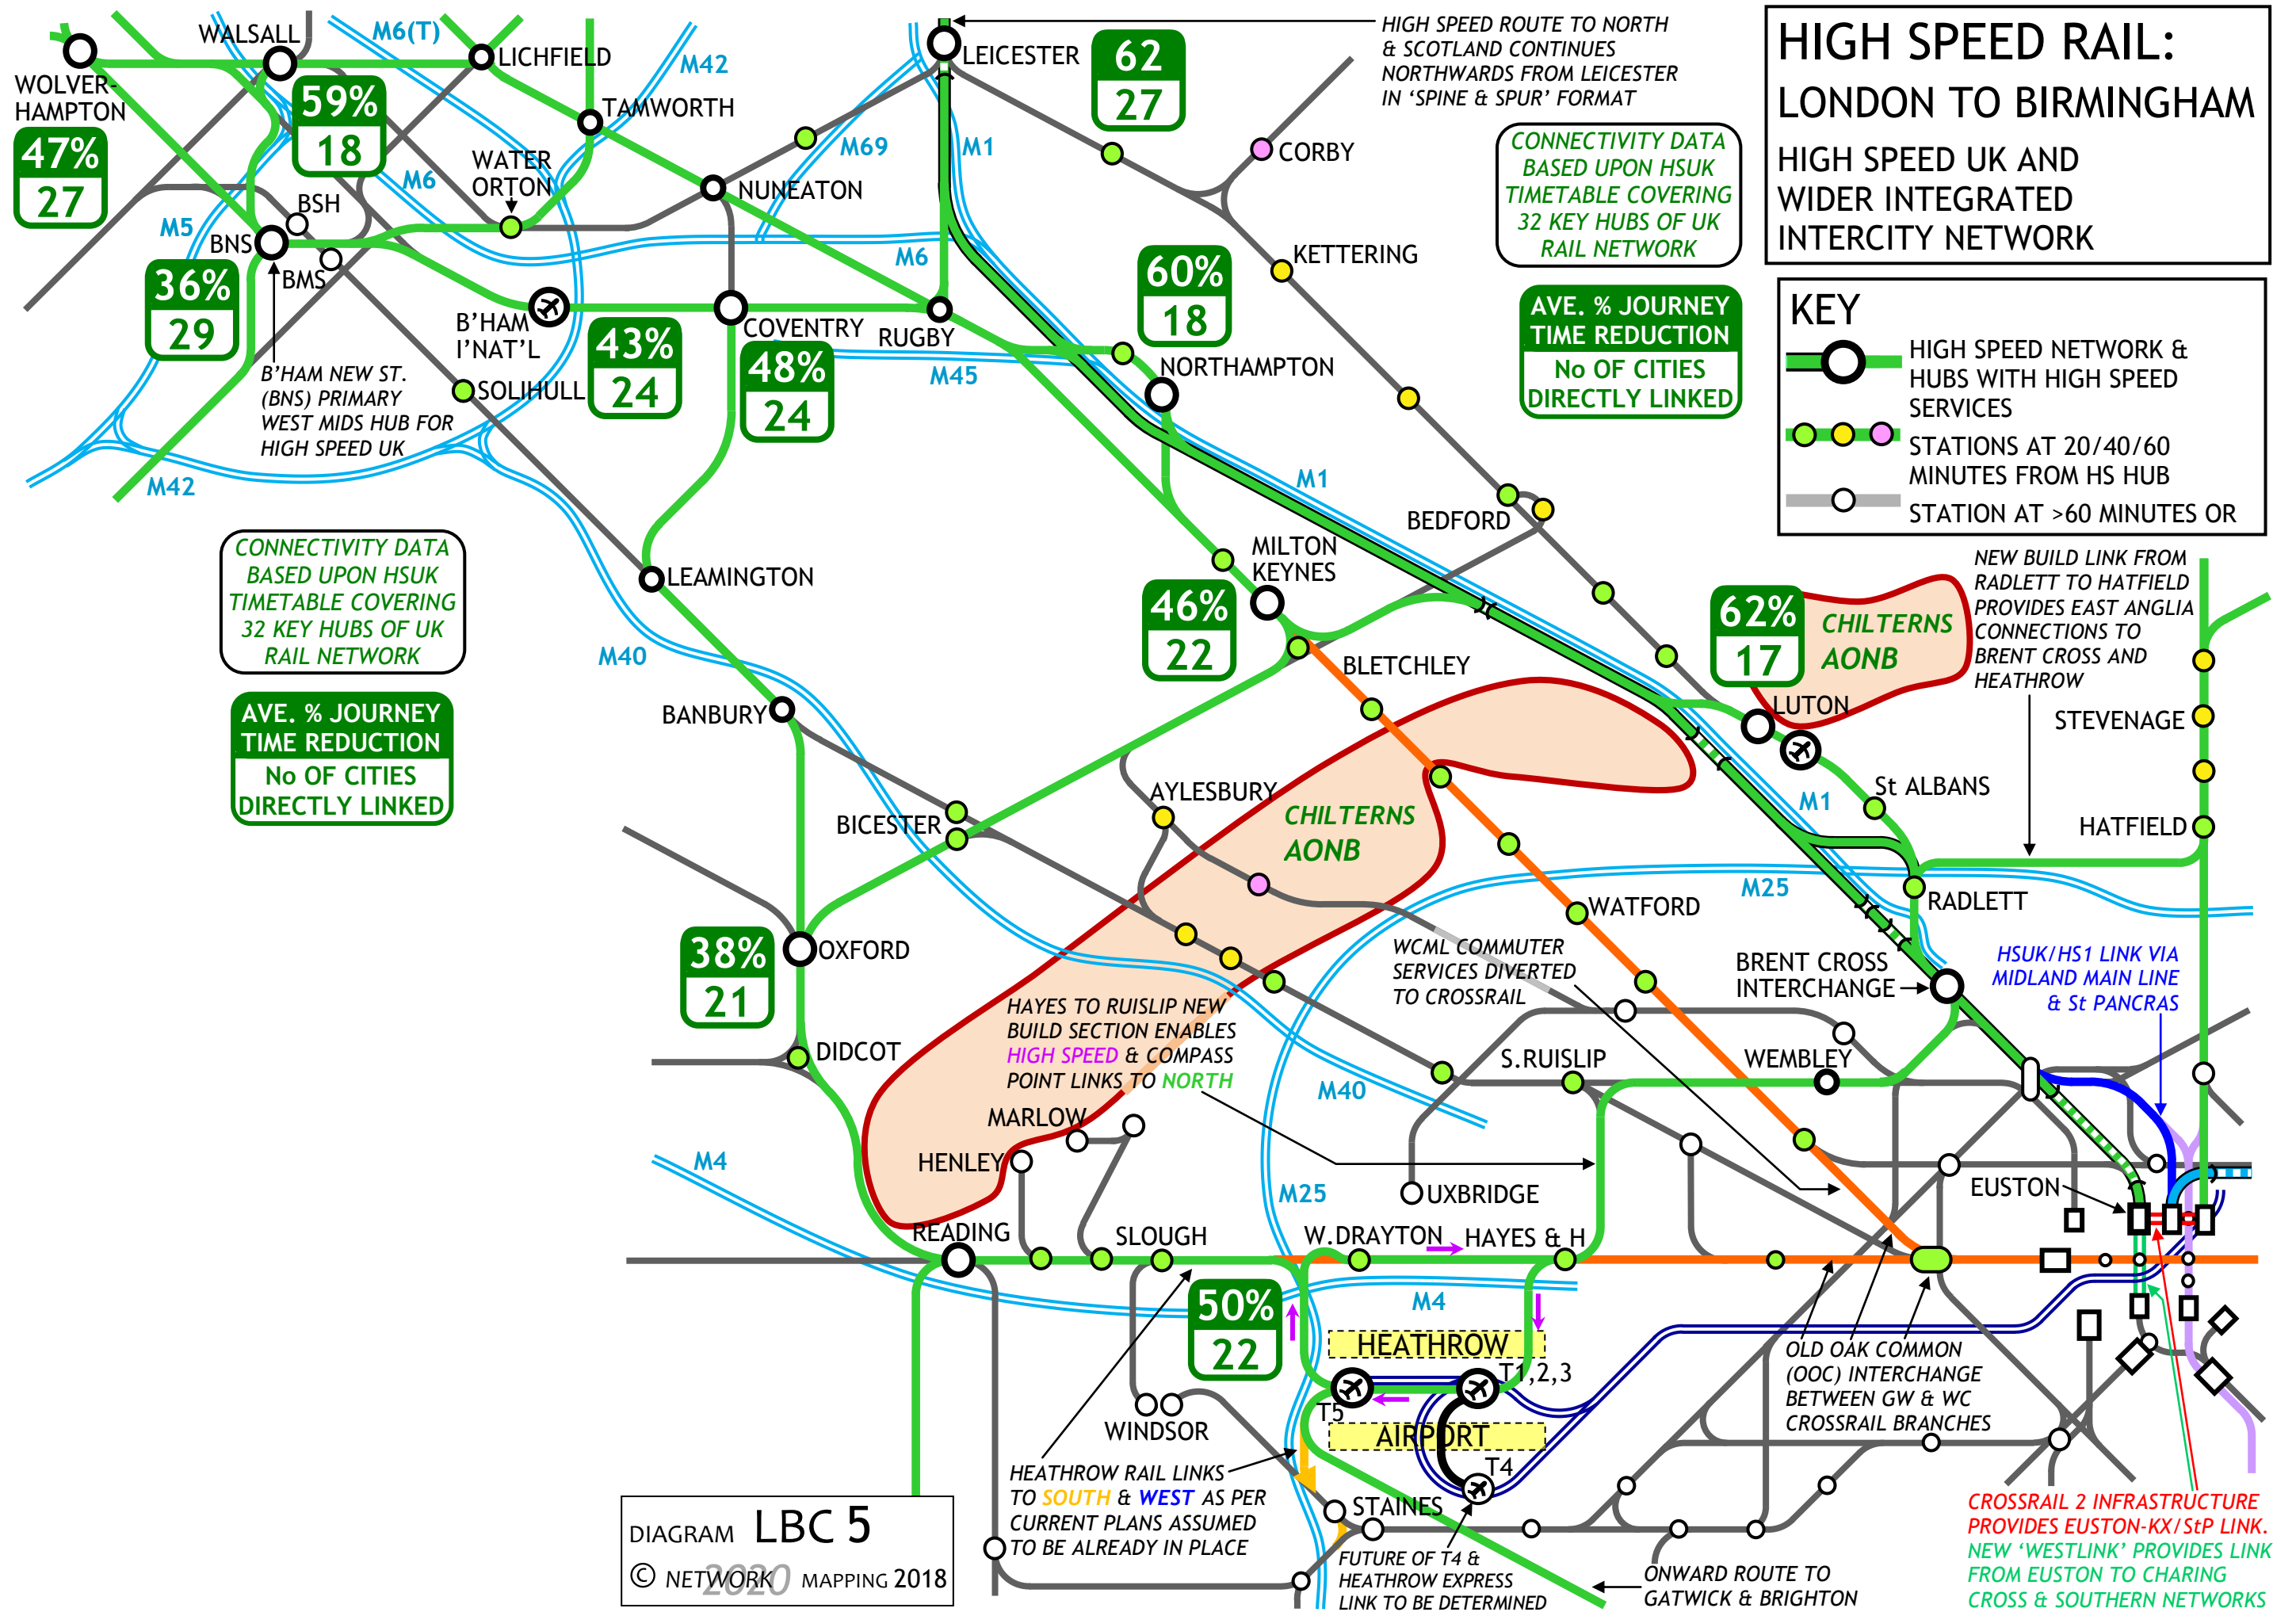 HIGH SPEED RAIL:
LONDON TO BIRMINGHAM
HIGH SPEED UK AND
WIDER INTEGRATED
INTERCITY NETWORK
KEY
HIGH SPEED NETWORK &
HUBS WITH HIGH SPEED
SERVICES
STATIONS AT 20/40/60
MINUTES FROM HS HUB
STATION AT >60 MINUTES OR
HIGH SPEED ROUTE TO NORTH
& SCOTLAND CONTINUES
NORTHWARDS FROM LEICESTER
IN ‘SPINE & SPUR’ FORMAT
CONNECTIVITY DATA
BASED UPON HSUK
TIMETABLE COVERING
32 KEY HUBS OF UK
RAIL NETWORK
AVE. % JOURNEY
TIME REDUCTION
No OF CITIES
DIRECTLY LINKED
WALSALL
M6(T)
LICHFIELD
M42
LEICESTER
62
27
WOLVER-
HAMPTON
47%
27
59%
18
TAMWORTH
WATER
ORTON
M69
M1
CORBY
M6
NUNEATON
BSH
M5
BNS
BMS
M6
KETTERING
36%
29
60%
18
B'HAM
I'NAT'L
COVENTRY
RUGBY
43%
24
48%
24
M45
NORTHAMPTON
B'HAM NEW ST.
(BNS) PRIMARY
WEST MIDS HUB FOR
HIGH SPEED UK
SOLIHULL
M42
M1
BEDFORD
CONNECTIVITY DATA
BASED UPON HSUK
TIMETABLE COVERING
32 KEY HUBS OF UK
RAIL NETWORK
AVE. % JOURNEY
TIME REDUCTION
No OF CITIES
DIRECTLY LINKED
LEAMINGTON
M40
MILTON
KEYNES
46%
22
BLETCHLEY
62%
17
CHILTERNS
AONB
LUTON
NEW BUILD LINK FROM
RADLETT TO HATFIELD
PROVIDES EAST ANGLIA
CONNECTIONS TO
BRENT CROSS AND
HEATHROW
STEVENAGE
BANBURY
AYLESBURY
St ALBANS
M1
BICESTER
CHILTERNS
AONB
HATFIELD
M25
RADLETT
WATFORD
OXFORD
38%
21
WCML COMMUTER
SERVICES DIVERTED
TO CROSSRAIL
BRENT CROSS
INTERCHANGE
HSUK/HS1 LINK VIA
MIDLAND MAIN LINE
& St PANCRAS
HAYES TO RUISLIP NEW
BUILD SECTION ENABLES
HIGH SPEED & COMPASS
POINT LINKS TO NORTH
DIDCOT
S.RUISLIP
WEMBLEY
M40
MARLOW
HENLEY
M4
M25
UXBRIDGE
EUSTON
READING
SLOUGH
W.DRAYTON
HAYES & H
50%
22
M4
HEATHROW
T1,2,3
T5
AIRPORT
T4
WINDSOR
OLD OAK COMMON
(OOC) INTERCHANGE
BETWEEN GW & WC
CROSSRAIL BRANCHES
HEATHROW RAIL LINKS
TO SOUTH & WEST AS PER
CURRENT PLANS ASSUMED
TO BE ALREADY IN PLACE
STAINES
FUTURE OF T4 &
HEATHROW EXPRESS
LINK TO BE DETERMINED
ONWARD ROUTE TO
GATWICK & BRIGHTON
CROSSRAIL 2 INFRASTRUCTURE
PROVIDES EUSTON-KX/StP LINK.
NEW ‘WESTLINK’ PROVIDES LINK
FROM EUSTON TO CHARING
CROSS & SOUTHERN NETWORKS
DIAGRAM LBC 5
© NETWORK 2020 MAPPING 2018